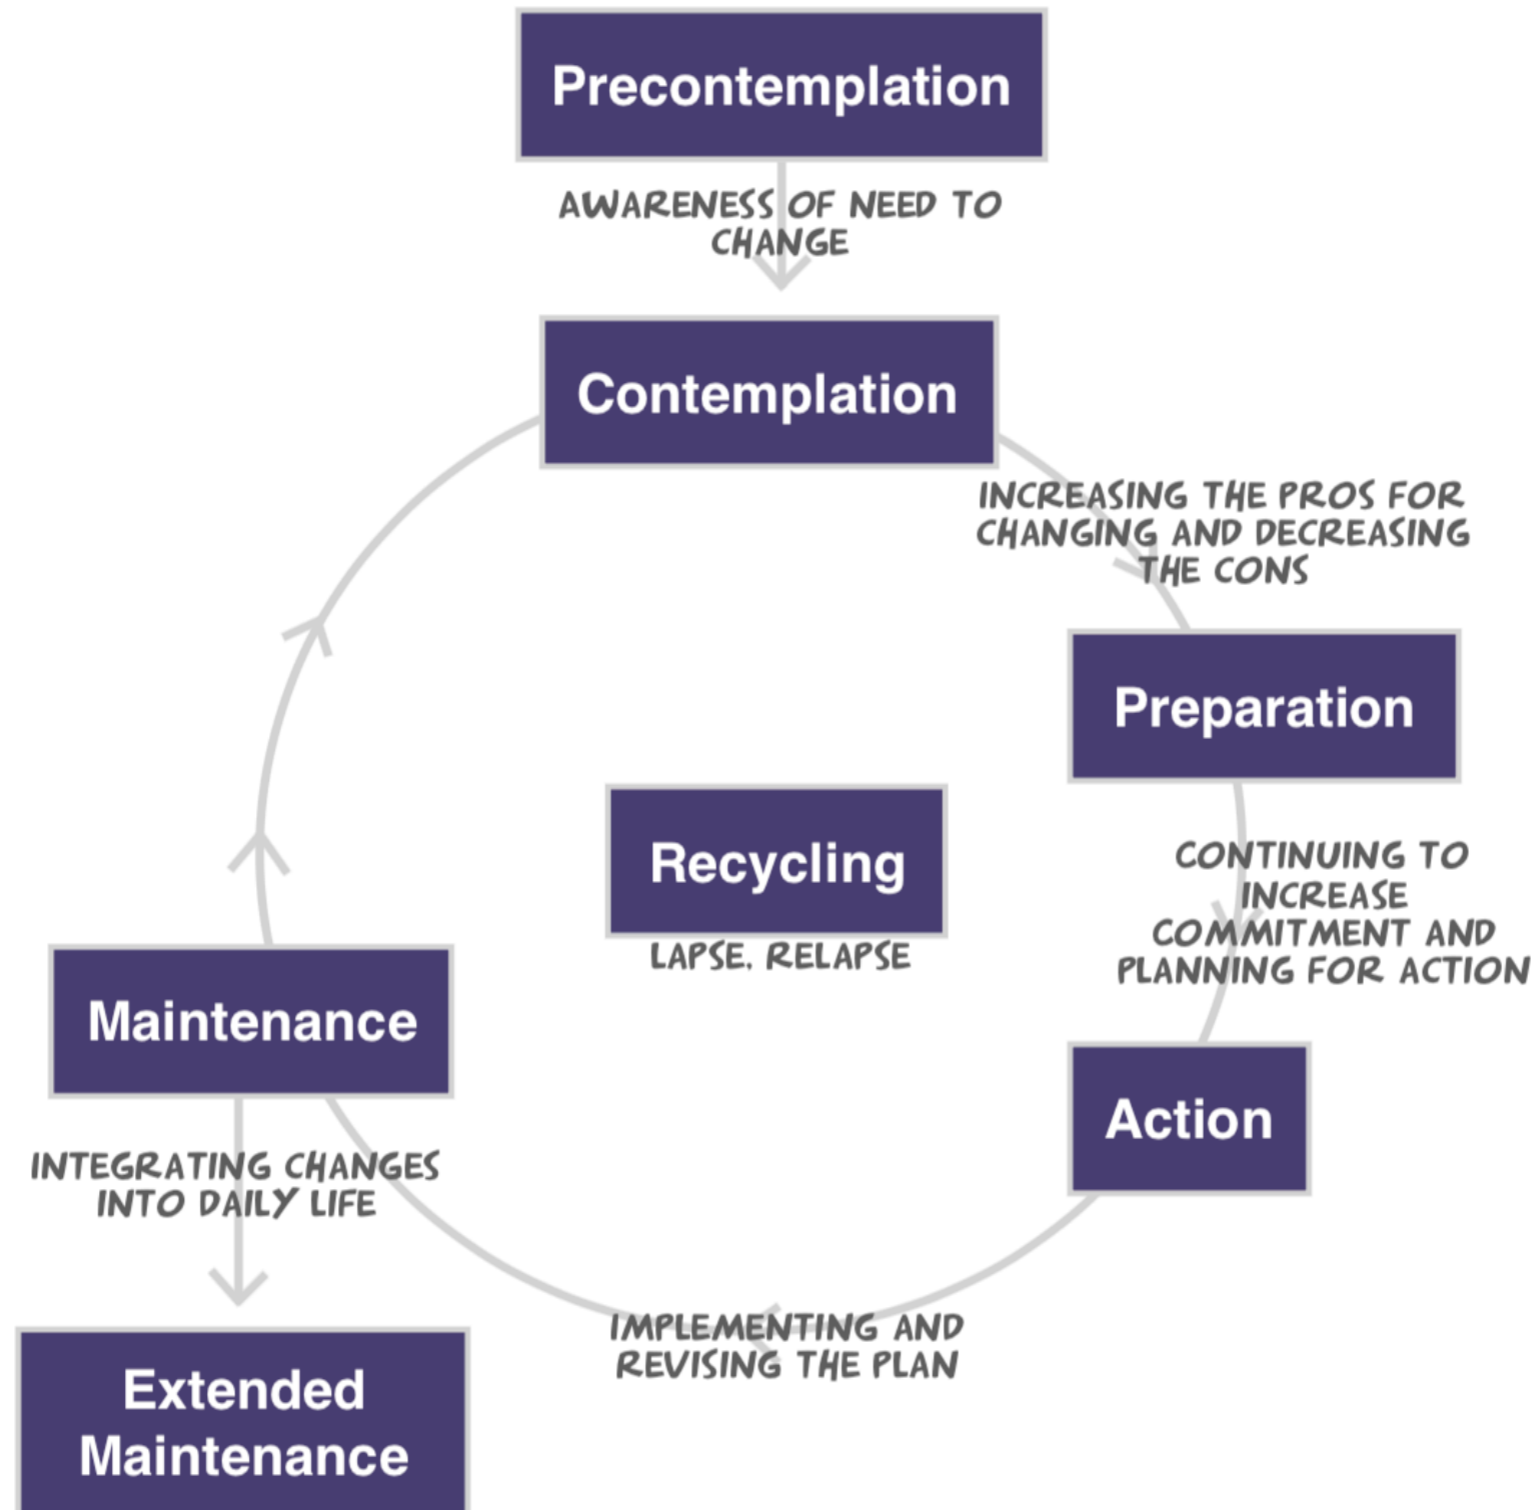 Precontemplation
AWARENESS OF NEED TO
CHANGE
Contemplation
INCREASING THE PROS FOR
CHANGING AND DECREASING
THE CONS
Preparation
CONTINUING TO
INCREASE
COMMITMENT AND
PLANNING FOR ACTION
Action
IMPLEMENTING AND
REVISING THE PLAN
Maintenance
INTEGRATING CHANGES
INTO DAILY LIFE
Extended
Maintenance
Recycling
LAPSE, RELAPSE